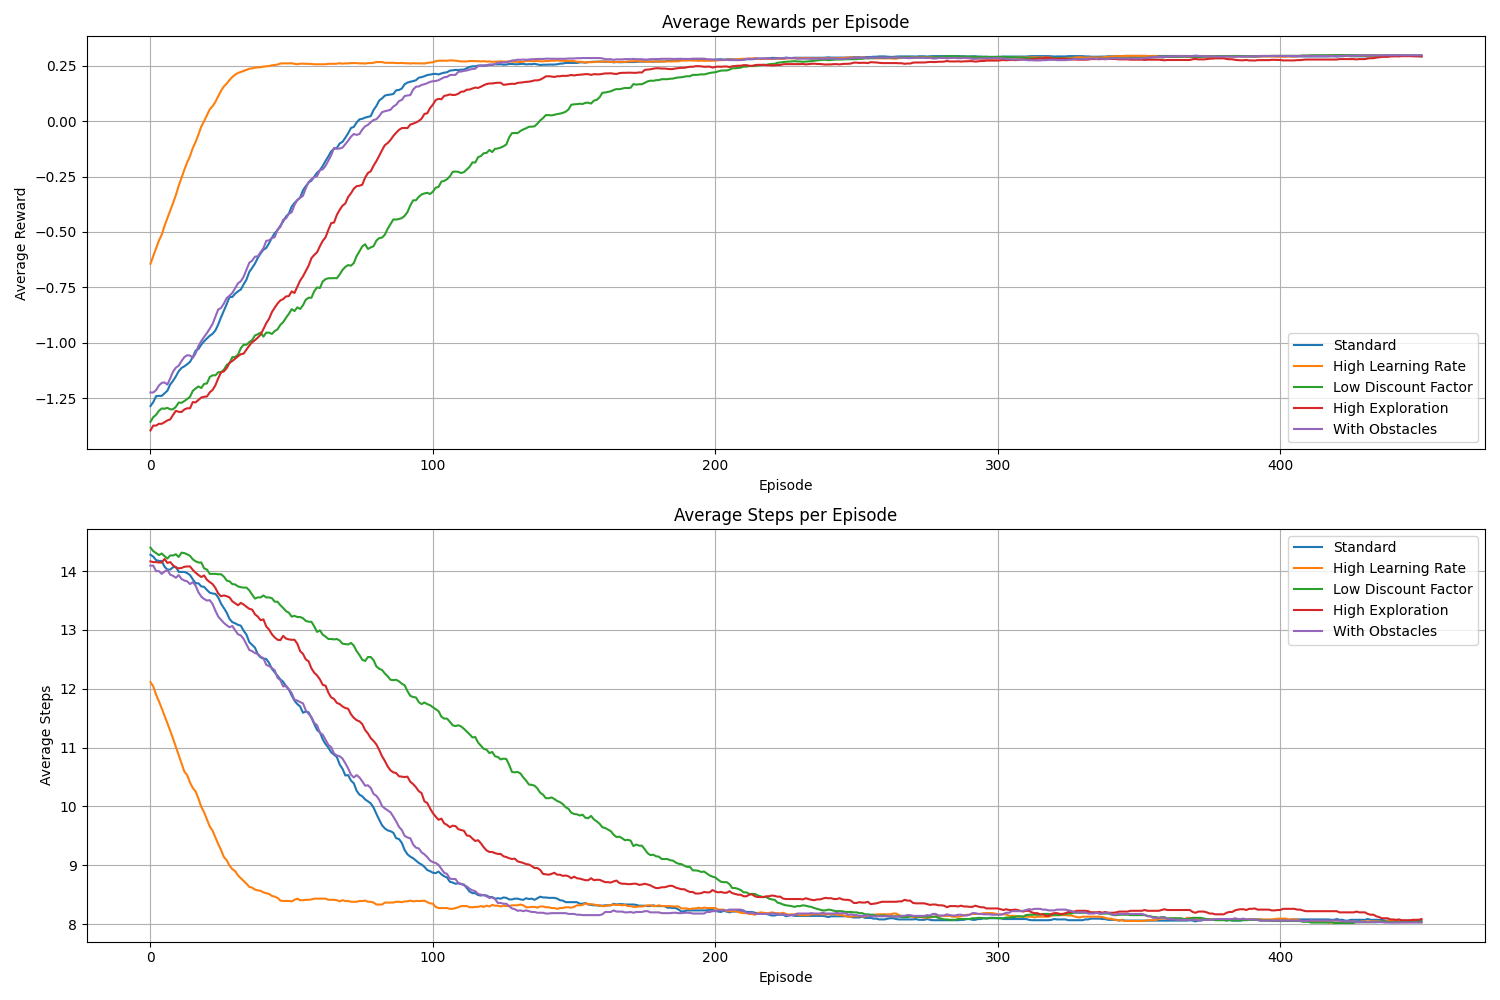 Average Rewards per Episode
Average Reward
0.25
0.00
−0.25
−0.50
−0.75
−1.00
−1.25
Standard
High Learning Rate
Low Discount Factor
High Exploration
With Obstacles
0 100 200 300 400
Episode
Average Steps per Episode
Average Steps
14
13
12
11
10
9
8
Standard
High Learning Rate
Low Discount Factor
High Exploration
With Obstacles
0 100 200 300 400
Episode